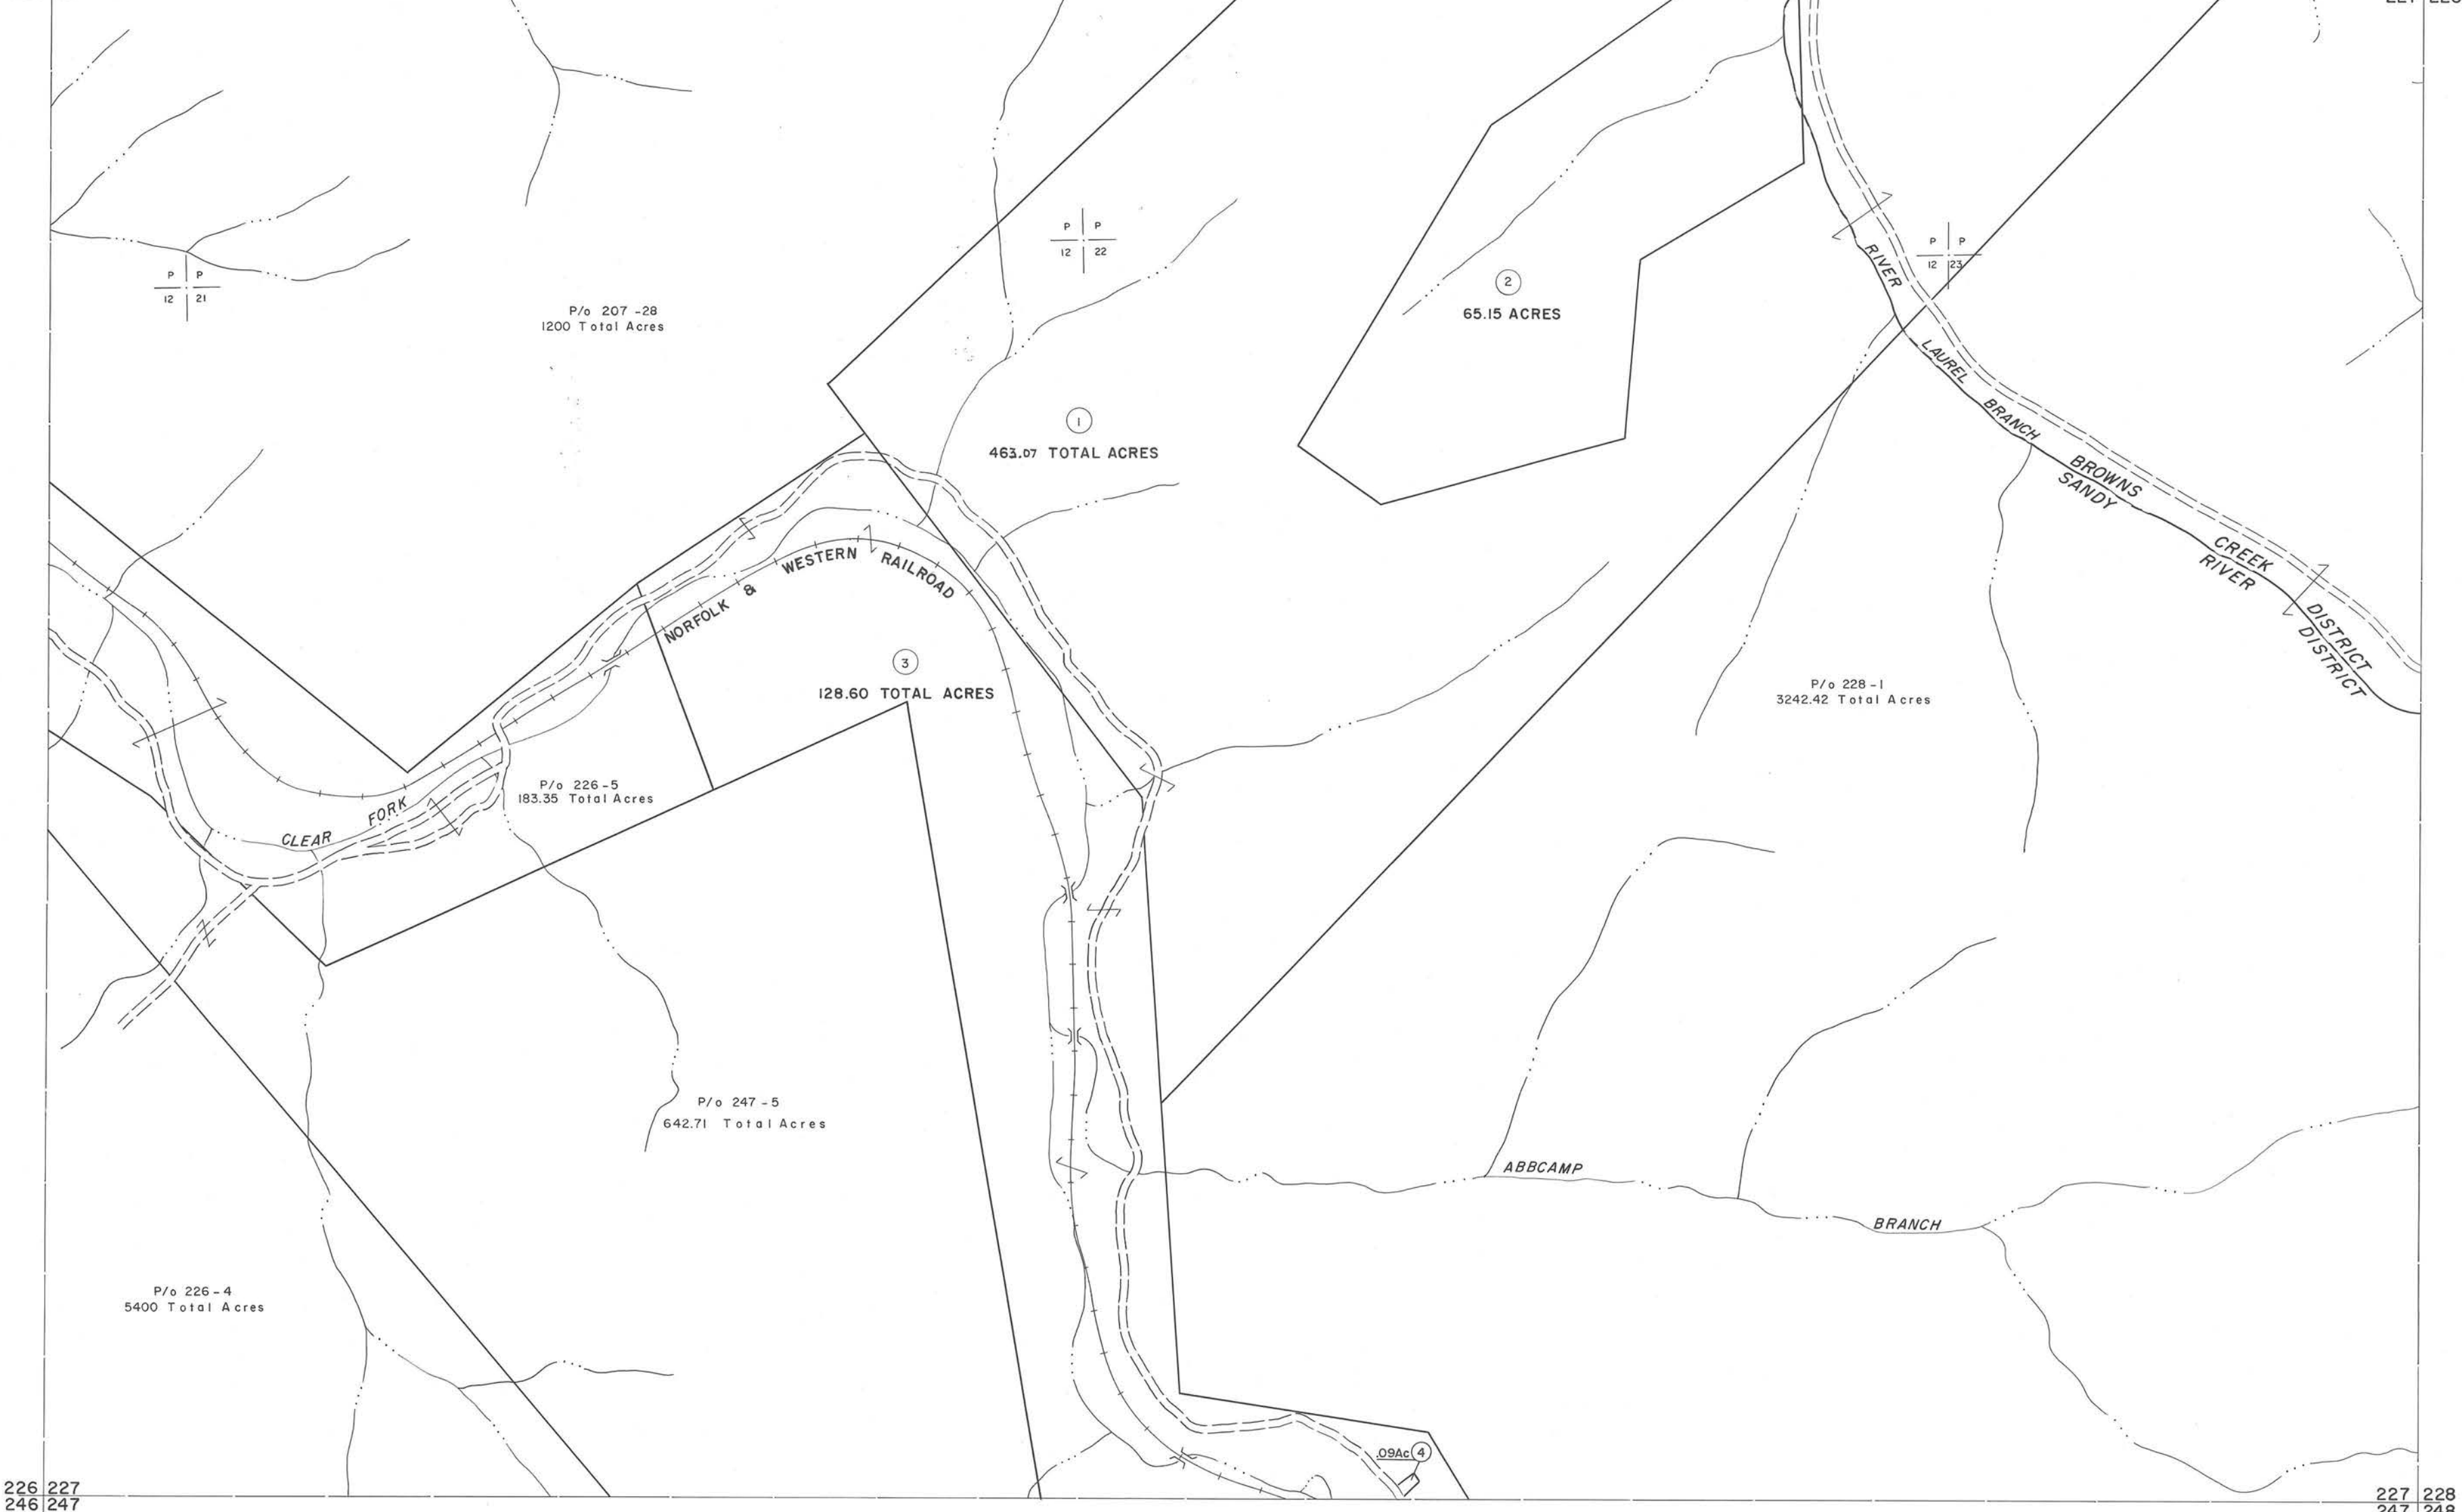 P P
12 22
P P
12 23
P P
12 21
2
65.15 ACRES
RIVER
P/o 207-28
1200 Total Acres
LAUREL
BRANCH
1
463.07 TOTAL ACRES
BROWNS
SANDY
CREEK
RIVER
DISTRICT
DISTRICT
NORFOLK & WESTERN RAILROAD
3
128.60 TOTAL ACRES
P/o 228-1
3242.42 Total Acres
P/o 226-5
183.35 Total Acres
CLEAR FORK
P/o 247-5
642.71 Total Acres
ABBCAMP
BRANCH
P/o 226-4
5400 Total Acres
.09Ac 4
226 227
246 247
227 228